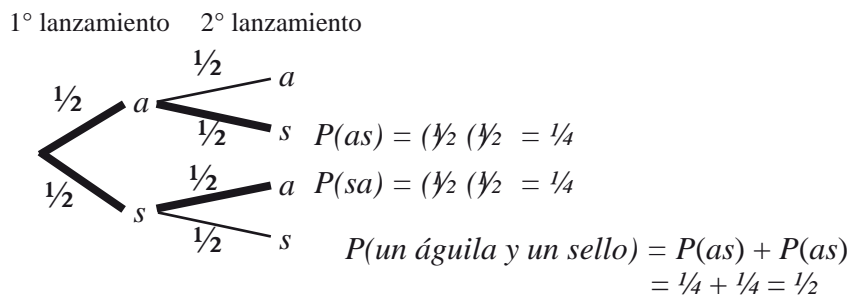 1° lanzamiento 2° lanzamiento
½ a
½ a
½ s P(as) = (½ (½ = ¼
½ ½ a P(sa) = (½ (½ = ¼
s
½ s
P(un águila y un sello) = P(as) + P(as)
= ¼ + ¼ = ½